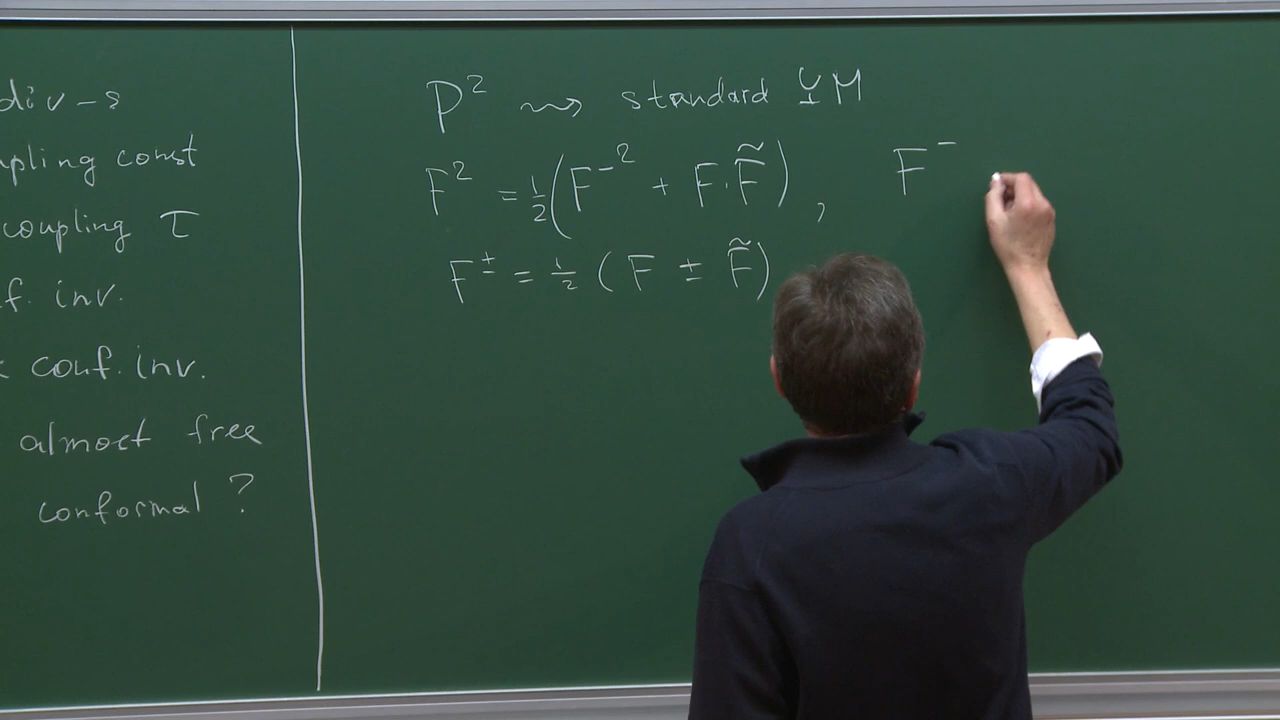 div-s
pling const
coupling τ
f. inv.
conf. inv.
almost free
conformal ?
P² ⇝ standard YM
F² = ½(F⁻² + F·F̃̄) , F⁻
F^± = ½ (F ± F̃)